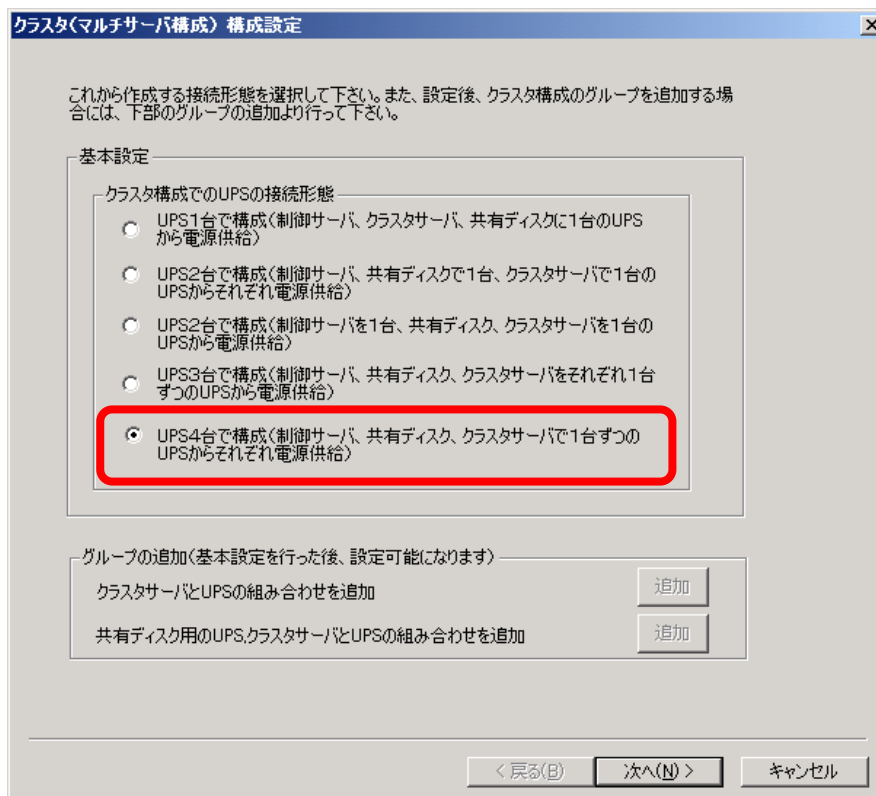 クラスタ(マルチサーバ構成) 構成設定
これから作成する接続形態を選択して下さい。また、設定後、クラスタ構成のグループを追加する場
合には、下部のグループの追加より行って下さい。
基本設定
クラスタ構成でのUPSの接続形態
UPS1台で構成(制御サーバ、クラスタサーバ、共有ディスクに1台のUPS
から電源供給)
UPS2台で構成(制御サーバ、共有ディスクで1台、クラスタサーバで1台の
UPSからそれぞれ電源供給)
UPS2台で構成(制御サーバを1台、共有ディスク、クラスタサーバを1台の
UPSから電源供給)
UPS3台で構成(制御サーバ、共有ディスク、クラスタサーバをそれぞれ1台
ずつのUPSから電源供給)
UPS4台で構成(制御サーバ、共有ディスク、クラスタサーバで1台ずつの
UPSからそれぞれ電源供給)
グループの追加(基本設定を行った後、設定可能になります)
クラスタサーバとUPSの組み合わせを追加
追加
共有ディスク用のUPS,クラスタサーバとUPSの組み合わせを追加
追加
< 戻る(B)
次へ(N) >
キャンセル